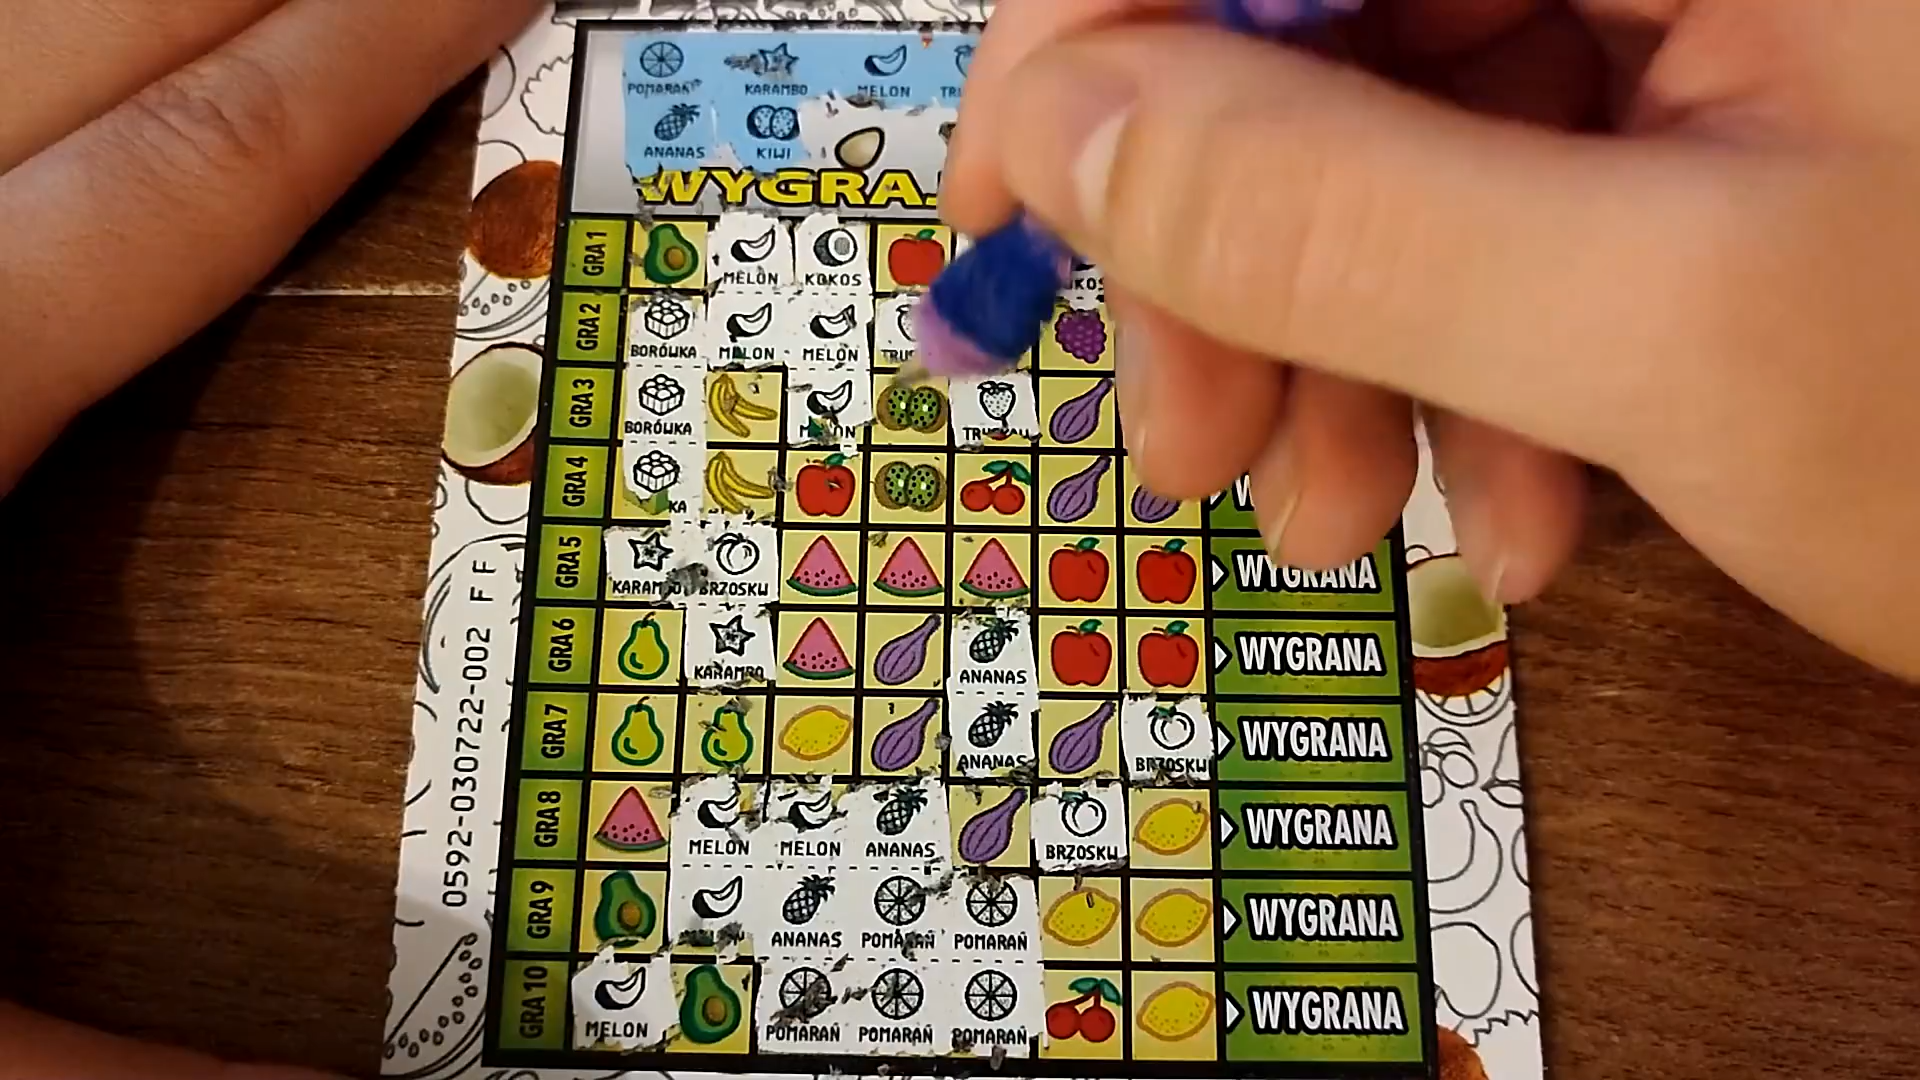 POMARAŃ KARAMBO MELON
ANANAS KIWI
WYGRAJ
GRA 1 MELON KOKOS
GRA 2 BORÓWKA MELON MELON
GRA 3 BORÓWKA TRUSKAW
GRA 4
GRA 5 KARAMBO BRZOSKW WYGRANA
GRA 6 KARAMBO ANANAS WYGRANA
GRA 7 ANANAS BRZOSKW WYGRANA
GRA 8 MELON MELON ANANAS BRZOSKW WYGRANA
GRA 9 ANANAS POMARAŃ POMARAŃ WYGRANA
GRA 10 MELON POMARAŃ POMARAŃ POMARAŃ WYGRANA
0592-030722-002 FF